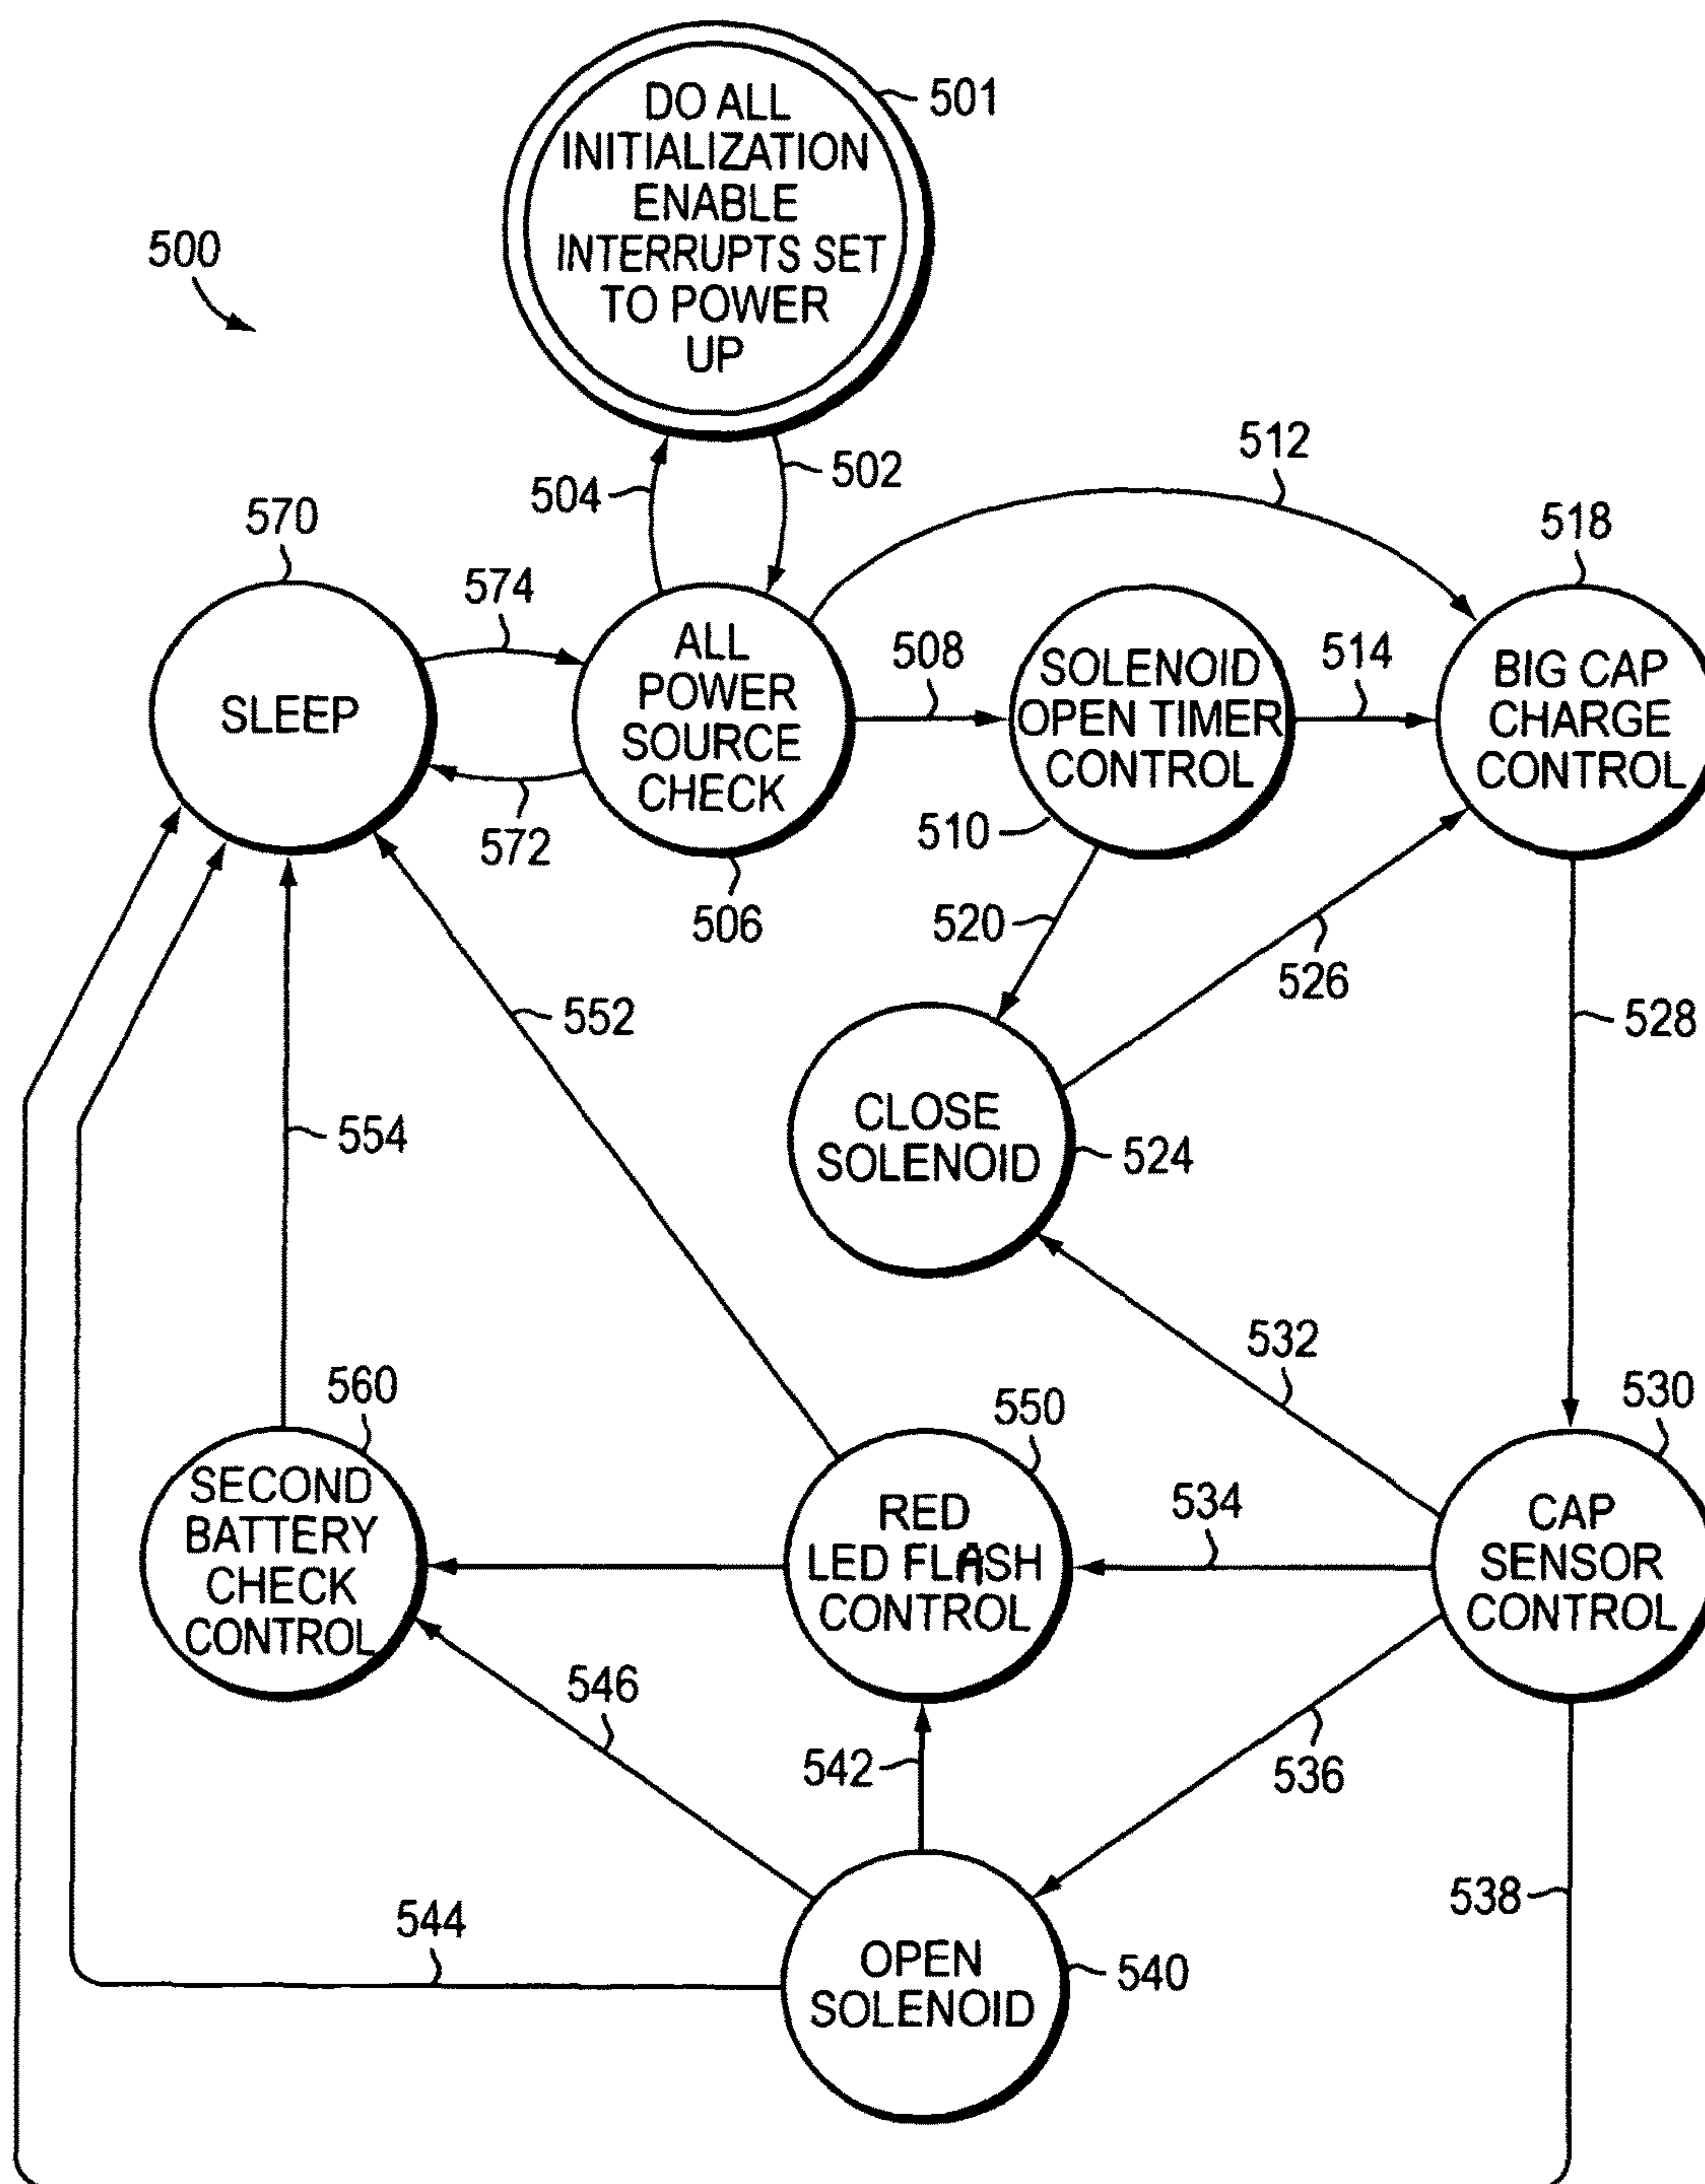 DO ALL
INITIALIZATION
ENABLE
INTERRUPTS SET
TO POWER
UP
501
500
504
502
512
570
574
518
SLEEP
ALL
POWER
SOURCE
CHECK
508
SOLENOID
OPEN TIMER
CONTROL
514
BIG CAP
CHARGE
CONTROL
572
506
510
520
526
552
528
554
CLOSE
SOLENOID
524
532
560
550
530
SECOND
BATTERY
CHECK
CONTROL
RED
LED FLASH
CONTROL
534
CAP
SENSOR
CONTROL
546
542
536
544
538
OPEN
SOLENOID
540